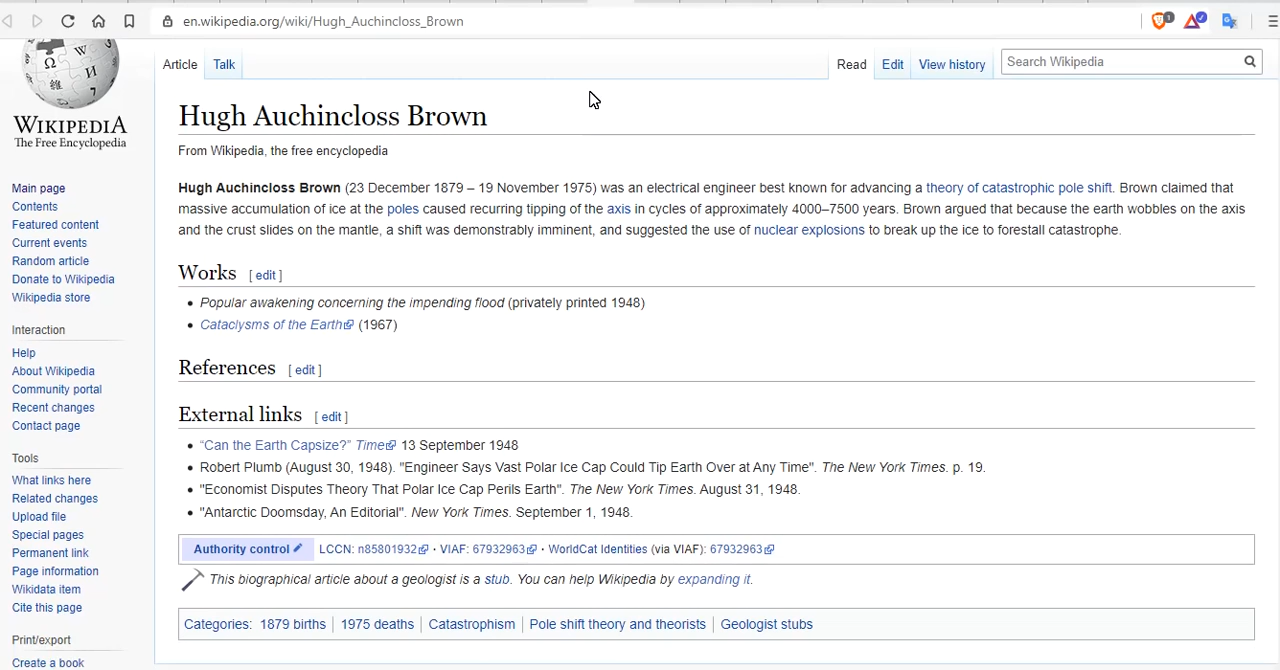 en.wikipedia.org/wiki/Hugh_Auchincloss_Brown
1
Ω W И 維
WIKIPEDIA
The Free Encyclopedia
Article Talk Read Edit View history Search Wikipedia
Hugh Auchincloss Brown
From Wikipedia, the free encyclopedia
Hugh Auchincloss Brown (23 December 1879 – 19 November 1975) was an electrical engineer best known for advancing a theory of catastrophic pole shift. Brown claimed that
massive accumulation of ice at the poles caused recurring tipping of the axis in cycles of approximately 4000–7500 years. Brown argued that because the earth wobbles on the axis
and the crust slides on the mantle, a shift was demonstrably imminent, and suggested the use of nuclear explosions to break up the ice to forestall catastrophe.
Works [ edit ]
• Popular awakening concerning the impending flood (privately printed 1948)
• Cataclysms of the Earth (1967)
References [ edit ]
External links [ edit ]
• “Can the Earth Capsize?” Time 13 September 1948
• Robert Plumb (August 30, 1948). "Engineer Says Vast Polar Ice Cap Could Tip Earth Over at Any Time". The New York Times. p. 19.
• "Economist Disputes Theory That Polar Ice Cap Perils Earth". The New York Times. August 31, 1948.
• "Antarctic Doomsday, An Editorial". New York Times. September 1, 1948.
Authority control LCCN: n85801932 · VIAF: 67932963 · WorldCat Identities (via VIAF): 67932963
This biographical article about a geologist is a stub. You can help Wikipedia by expanding it.
Categories: 1879 births | 1975 deaths | Catastrophism | Pole shift theory and theorists | Geologist stubs
Main page
Contents
Featured content
Current events
Random article
Donate to Wikipedia
Wikipedia store
Interaction
Help
About Wikipedia
Community portal
Recent changes
Contact page
Tools
What links here
Related changes
Upload file
Special pages
Permanent link
Page information
Wikidata item
Cite this page
Print/export
Create a book